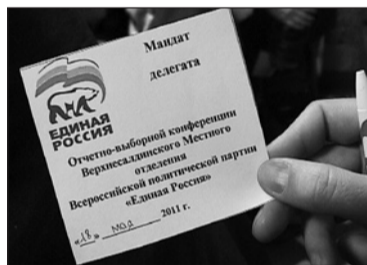 Мандат
делегата
ЕДИНАЯ
РОССИЯ
Отчетно-выборной конференции
Верхнесалдинского Местного
отделения
Всероссийской политической партии
«Единая Россия»
«18» мая 2011 г.